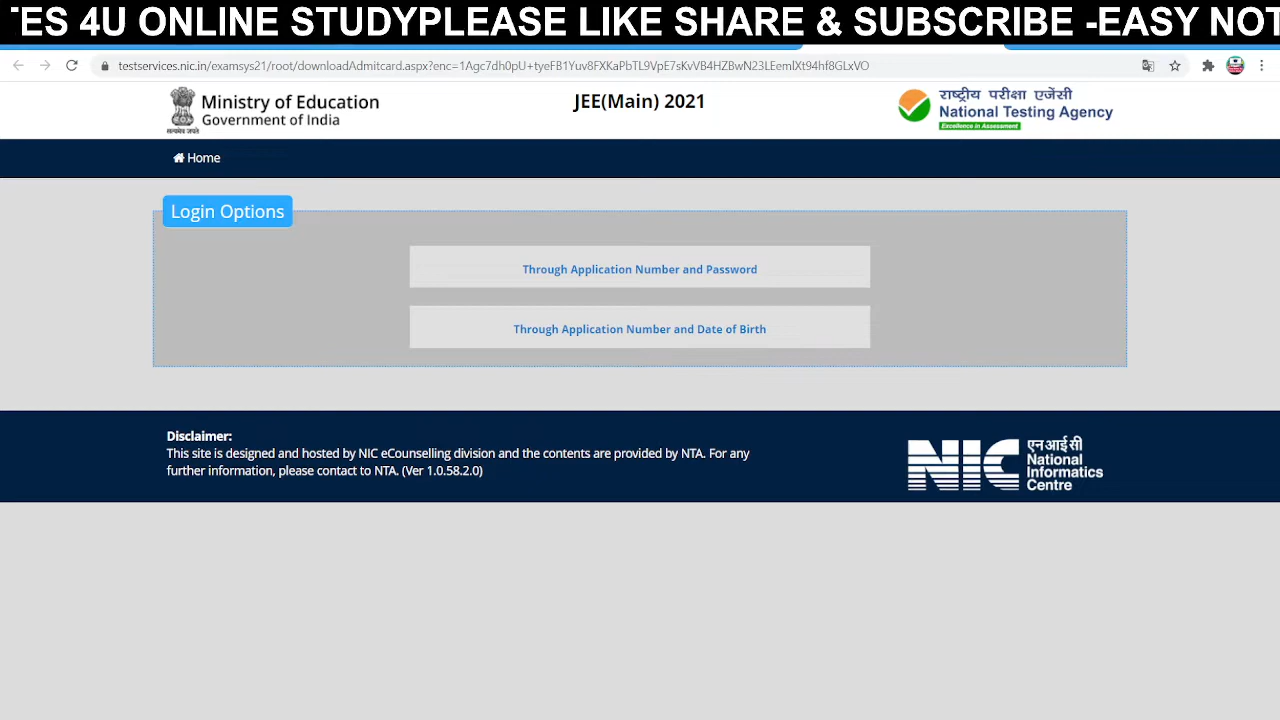 TES 4U ONLINE STUDYPLEASE LIKE SHARE & SUBSCRIBE -EASY NOT
testservices.nic.in/examsys21/root/downloadAdmitcard.aspx?enc=1Agc7dh0pU+tyeFB1Yuv8FXKaPbTL9VpE7sKvVB4HZBwN23LEemlXt94hf8GLxVO
सत्यमेव जयते
Ministry of Education
Government of India
JEE(Main) 2021
राष्ट्रीय परीक्षा एजेंसी
National Testing Agency
Excellence in Assessment
Home
Login Options
Through Application Number and Password
Through Application Number and Date of Birth
Disclaimer:
This site is designed and hosted by NIC eCounselling division and the contents are provided by NTA. For any
further information, please contact to NTA. (Ver 1.0.58.2.0)
NIC
एनआईसी
National
Informatics
Centre